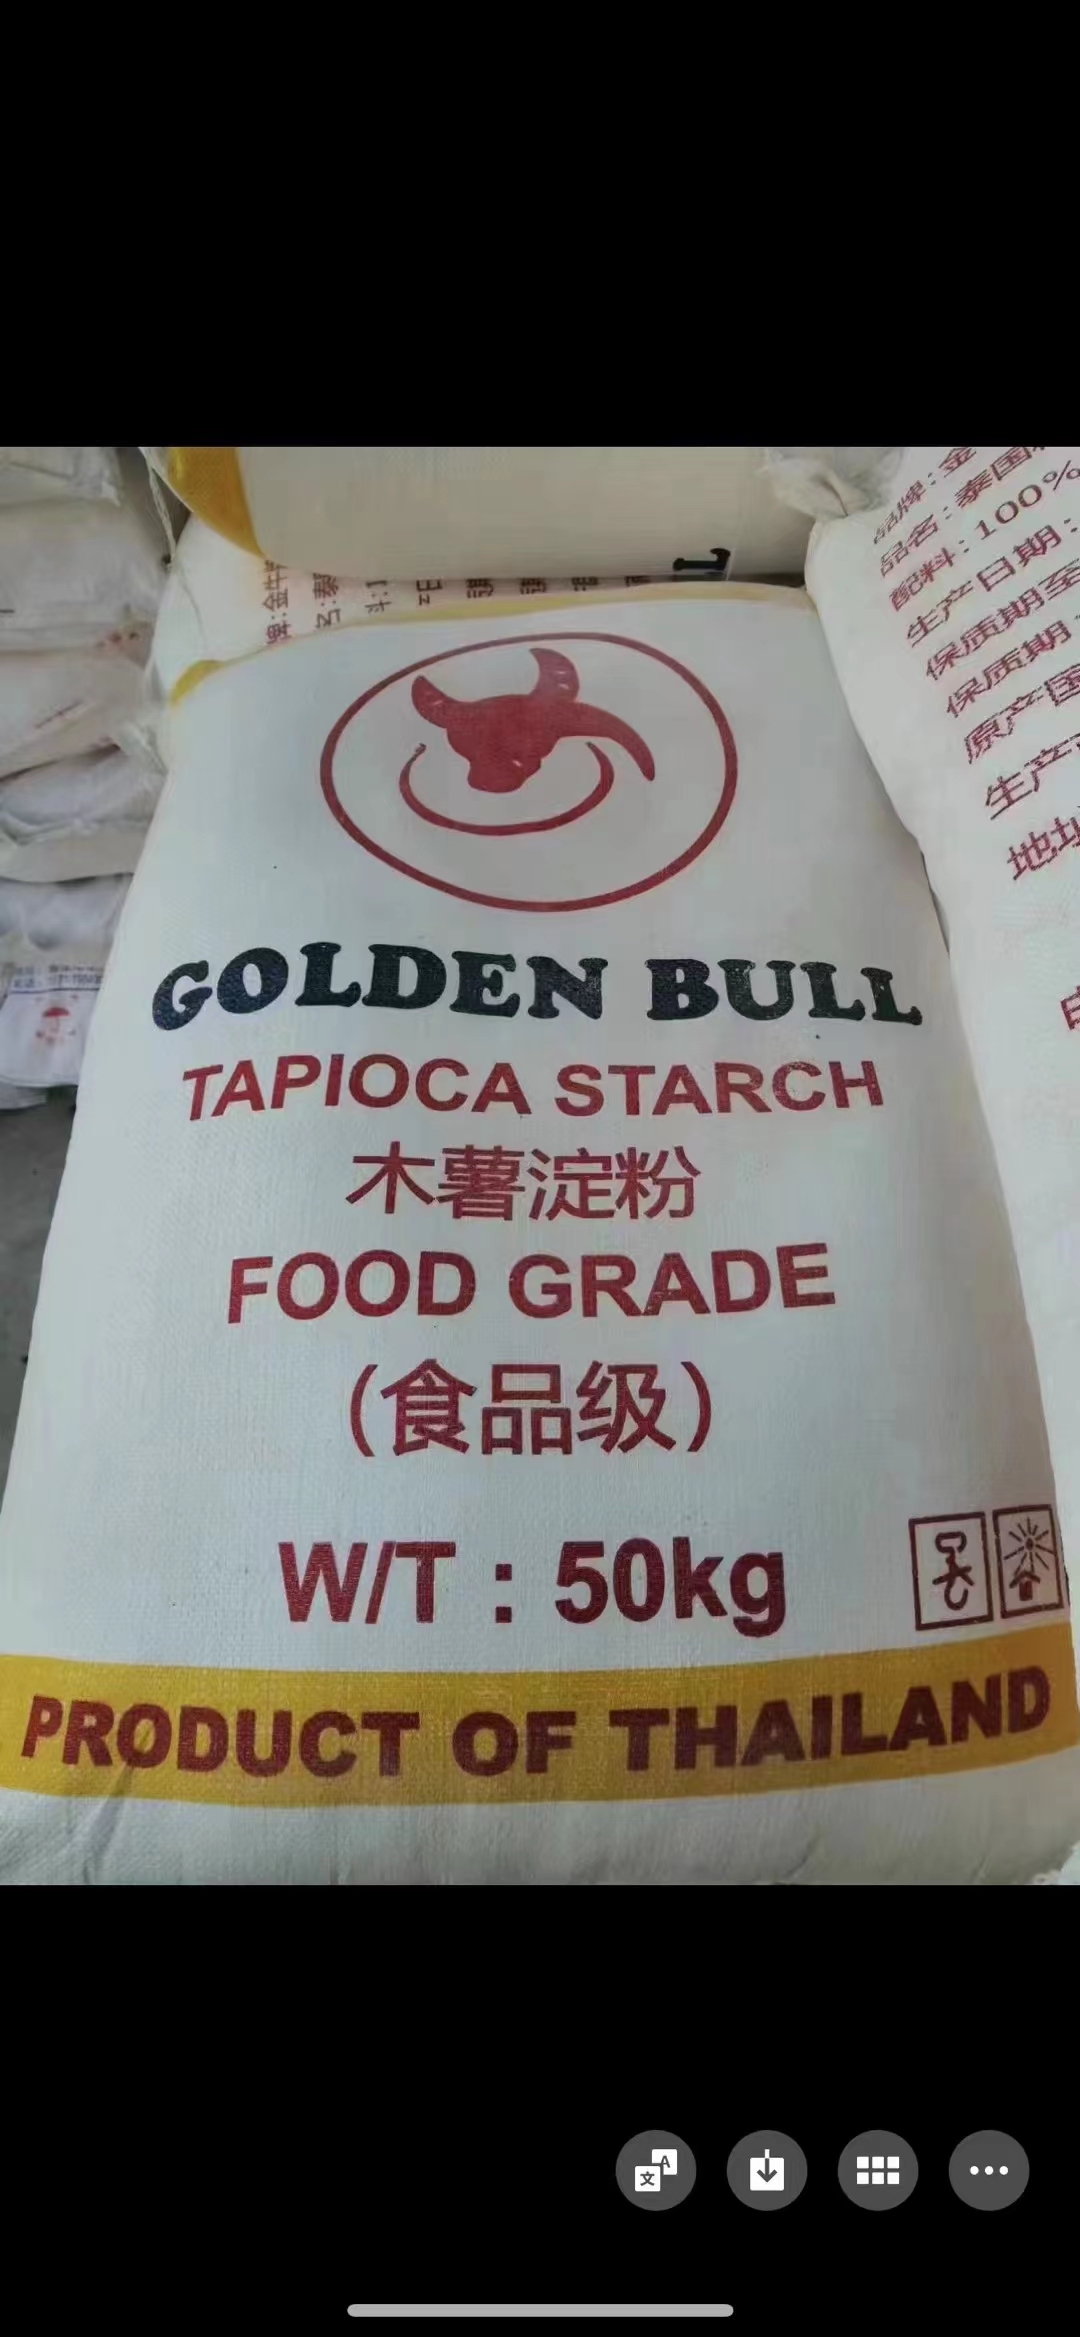 GOLDEN BULL
TAPIOCA STARCH
木薯淀粉
FOOD GRADE
(食品级)
W/T : 50kg
PRODUCT OF THAILAND
品牌:金
品名:泰国
配料:100%
生产日期:
保质期至
保质期:
原产国
生产
地址